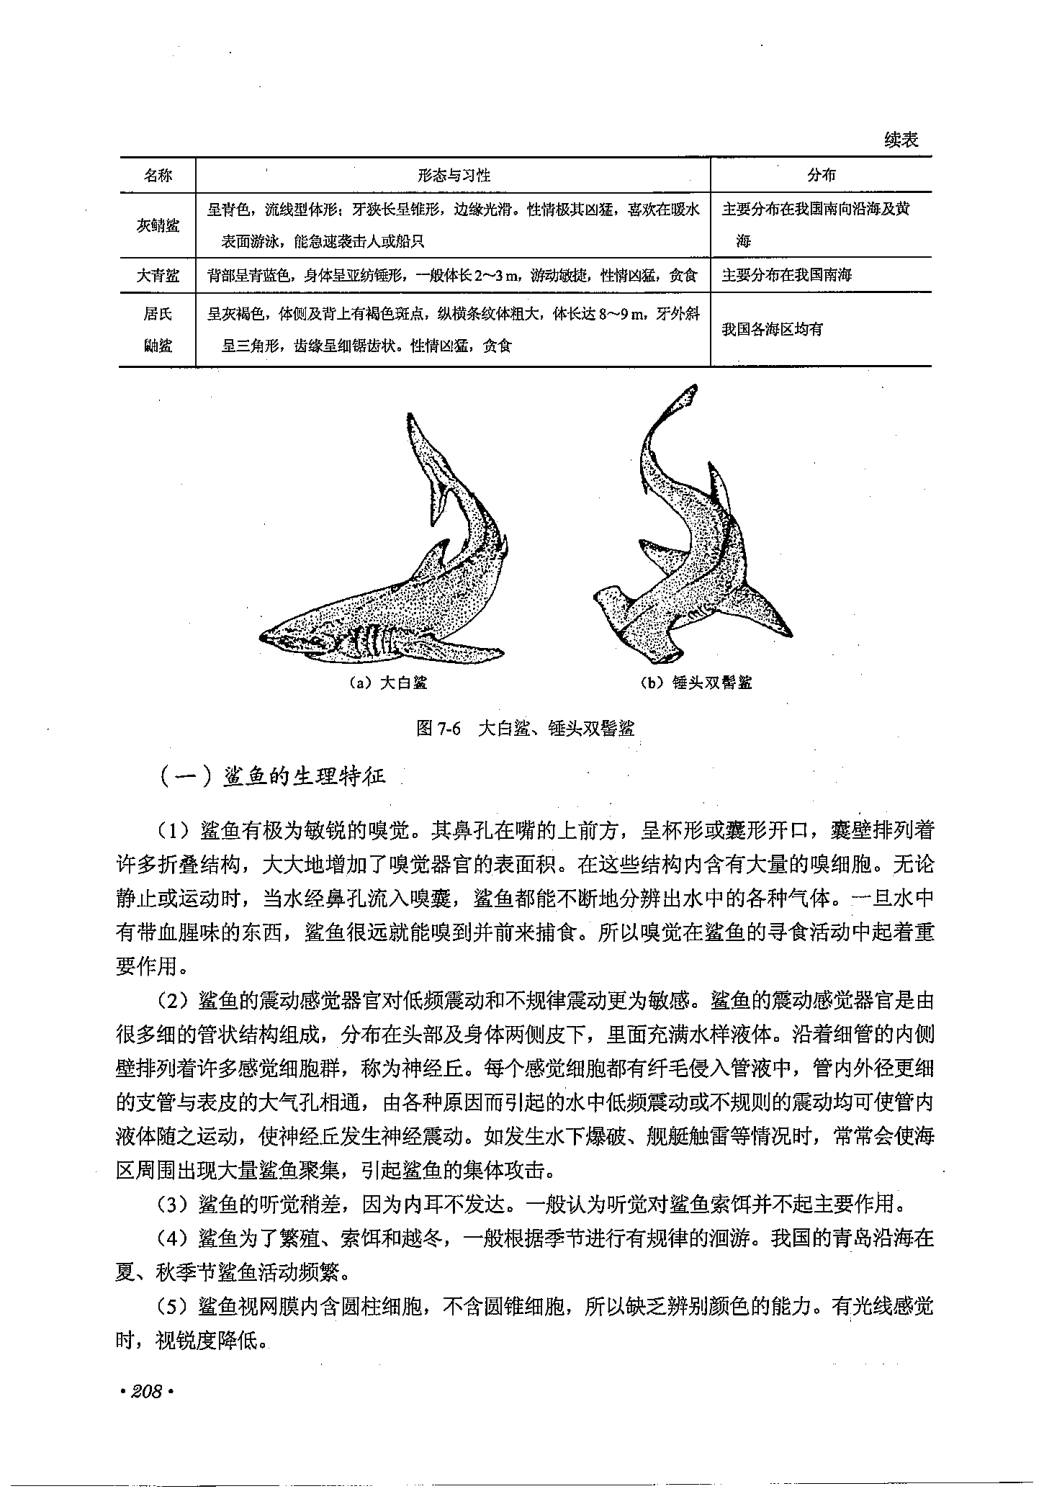 续表
名称 形态与习性 分布
灰鲭鲨 呈青色，流线型体形；牙狭长呈锥形，边缘光滑。性情极其凶猛，喜欢在暖水 主要分布在我国南向沿海及黄
表面游泳，能急速袭击人或船只 海
大青鲨 背部呈青蓝色，身体呈亚纺锤形，一般体长2～3 m，游动敏捷，性情凶猛，贪食 主要分布在我国南海
居氏 呈灰褐色，体侧及背上有褐色斑点，纵横条纹体粗大，体长达8～9 m，牙外斜 我国各海区均有
鼬鲨 呈三角形，齿缘呈细锯齿状。性情凶猛，贪食
（a）大白鲨 （b）锤头双髻鲨
图7-6 大白鲨、锤头双髻鲨
（一）鲨鱼的生理特征
（1）鲨鱼有极为敏锐的嗅觉。其鼻孔在嘴的上前方，呈杯形或囊形开口，囊壁排列着
许多折叠结构，大大地增加了嗅觉器官的表面积。在这些结构内含有大量的嗅细胞。无论
静止或运动时，当水经鼻孔流入嗅囊，鲨鱼都能不断地分辨出水中的各种气体。一旦水中
有带血腥味的东西，鲨鱼很远就能嗅到并前来捕食。所以嗅觉在鲨鱼的寻食活动中起着重
要作用。
（2）鲨鱼的震动感觉器官对低频震动和不规律震动更为敏感。鲨鱼的震动感觉器官是由
很多细的管状结构组成，分布在头部及身体两侧皮下，里面充满水样液体。沿着细管的内侧
壁排列着许多感觉细胞群，称为神经丘。每个感觉细胞都有纤毛侵入管液中，管内外径更细
的支管与表皮的大气孔相通，由各种原因而引起的水中低频震动或不规则的震动均可使管内
液体随之运动，使神经丘发生神经震动。如发生水下爆破、舰艇触雷等情况时，常常会使海
区周围出现大量鲨鱼聚集，引起鲨鱼的集体攻击。
（3）鲨鱼的听觉稍差，因为内耳不发达。一般认为听觉对鲨鱼索饵并不起主要作用。
（4）鲨鱼为了繁殖、索饵和越冬，一般根据季节进行有规律的洄游。我国的青岛沿海在
夏、秋季节鲨鱼活动频繁。
（5）鲨鱼视网膜内含圆柱细胞，不含圆锥细胞，所以缺乏辨别颜色的能力。有光线感觉
时，视锐度降低。
·208·